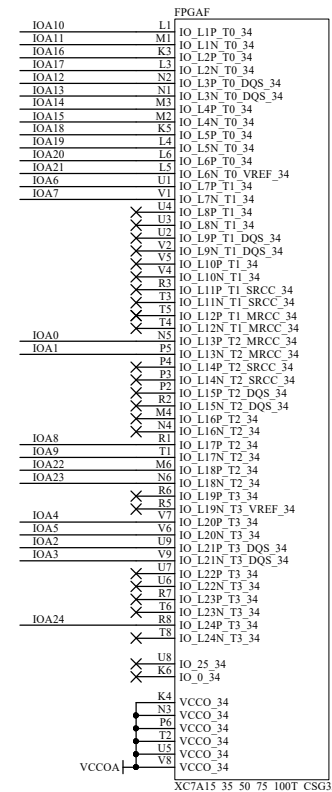 FPGAF
IOA10 L1 IO_L1P_T0_34
IOA11 M1 IO_L1N_T0_34
IOA16 K3 IO_L2P_T0_34
IOA17 L3 IO_L2N_T0_34
IOA12 N2 IO_L3P_T0_DQS_34
IOA13 N1 IO_L3N_T0_DQS_34
IOA14 M3 IO_L4P_T0_34
IOA15 M2 IO_L4N_T0_34
IOA18 K5 IO_L5P_T0_34
IOA19 L4 IO_L5N_T0_34
IOA20 L6 IO_L6P_T0_34
IOA21 L5 IO_L6N_T0_VREF_34
IOA6 U1 IO_L7P_T1_34
IOA7 V1 IO_L7N_T1_34
U4 IO_L8P_T1_34
U3 IO_L8N_T1_34
U2 IO_L9P_T1_DQS_34
V2 IO_L9N_T1_DQS_34
V5 IO_L10P_T1_34
V4 IO_L10N_T1_34
R3 IO_L11P_T1_SRCC_34
T3 IO_L11N_T1_SRCC_34
T5 IO_L12P_T1_MRCC_34
T4 IO_L12N_T1_MRCC_34
IOA0 N5 IO_L13P_T2_MRCC_34
IOA1 P5 IO_L13N_T2_MRCC_34
P4 IO_L14P_T2_SRCC_34
P3 IO_L14N_T2_SRCC_34
P2 IO_L15P_T2_DQS_34
R2 IO_L15N_T2_DQS_34
M4 IO_L16P_T2_34
N4 IO_L16N_T2_34
IOA8 R1 IO_L17P_T2_34
IOA9 T1 IO_L17N_T2_34
IOA22 M6 IO_L18P_T2_34
IOA23 N6 IO_L18N_T2_34
R6 IO_L19P_T3_34
R5 IO_L19N_T3_VREF_34
IOA4 V7 IO_L20P_T3_34
IOA5 V6 IO_L20N_T3_34
IOA2 U9 IO_L21P_T3_DQS_34
IOA3 V9 IO_L21N_T3_DQS_34
U7 IO_L22P_T3_34
U6 IO_L22N_T3_34
R7 IO_L23P_T3_34
T6 IO_L23N_T3_34
IOA24 R8 IO_L24P_T3_34
T8 IO_L24N_T3_34
U8 IO_25_34
K6 IO_0_34
K4 VCCO_34
N3 VCCO_34
P6 VCCO_34
T2 VCCO_34
U5 VCCO_34
VCCOA V8 VCCO_34
XC7A15_35_50_75_100T_CSG3